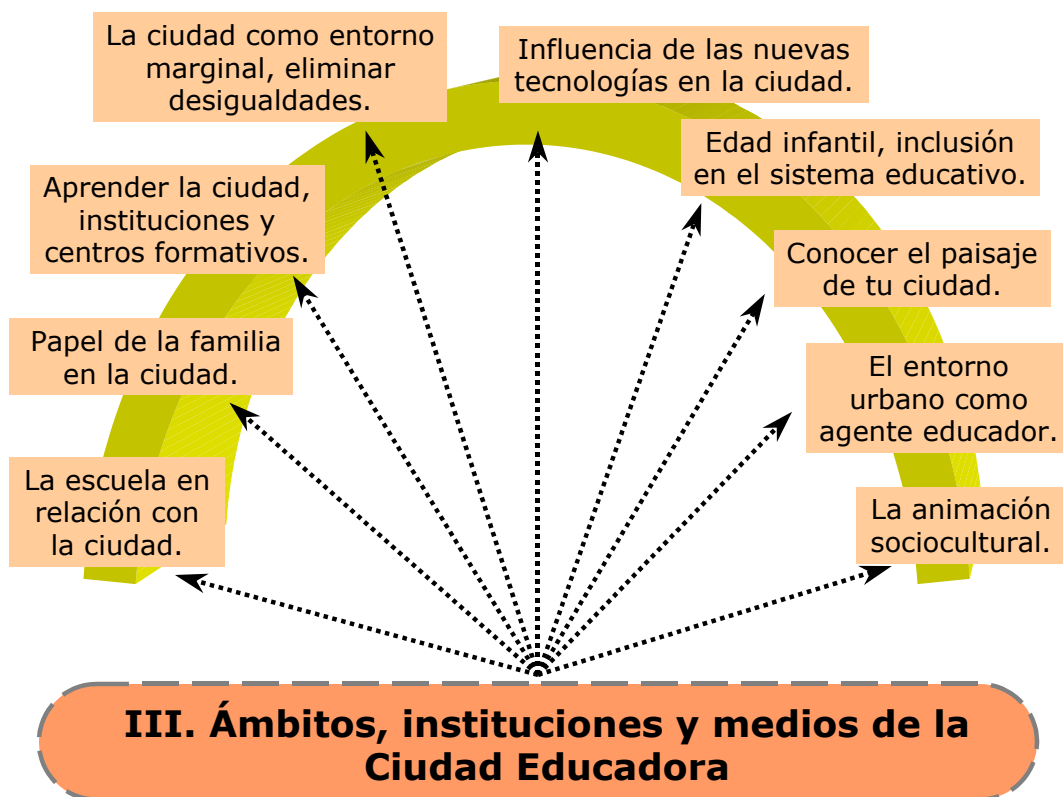 La ciudad como entorno
marginal, eliminar
desigualdades.
Influencia de las nuevas
tecnologías en la ciudad.
Edad infantil, inclusión
en el sistema educativo.
Aprender la ciudad,
instituciones y
centros formativos.
Conocer el paisaje
de tu ciudad.
Papel de la familia
en la ciudad.
El entorno
urbano como
agente educador.
La escuela en
relación con
la ciudad.
La animación
sociocultural.
III. Ámbitos, instituciones y medios de la
Ciudad Educadora